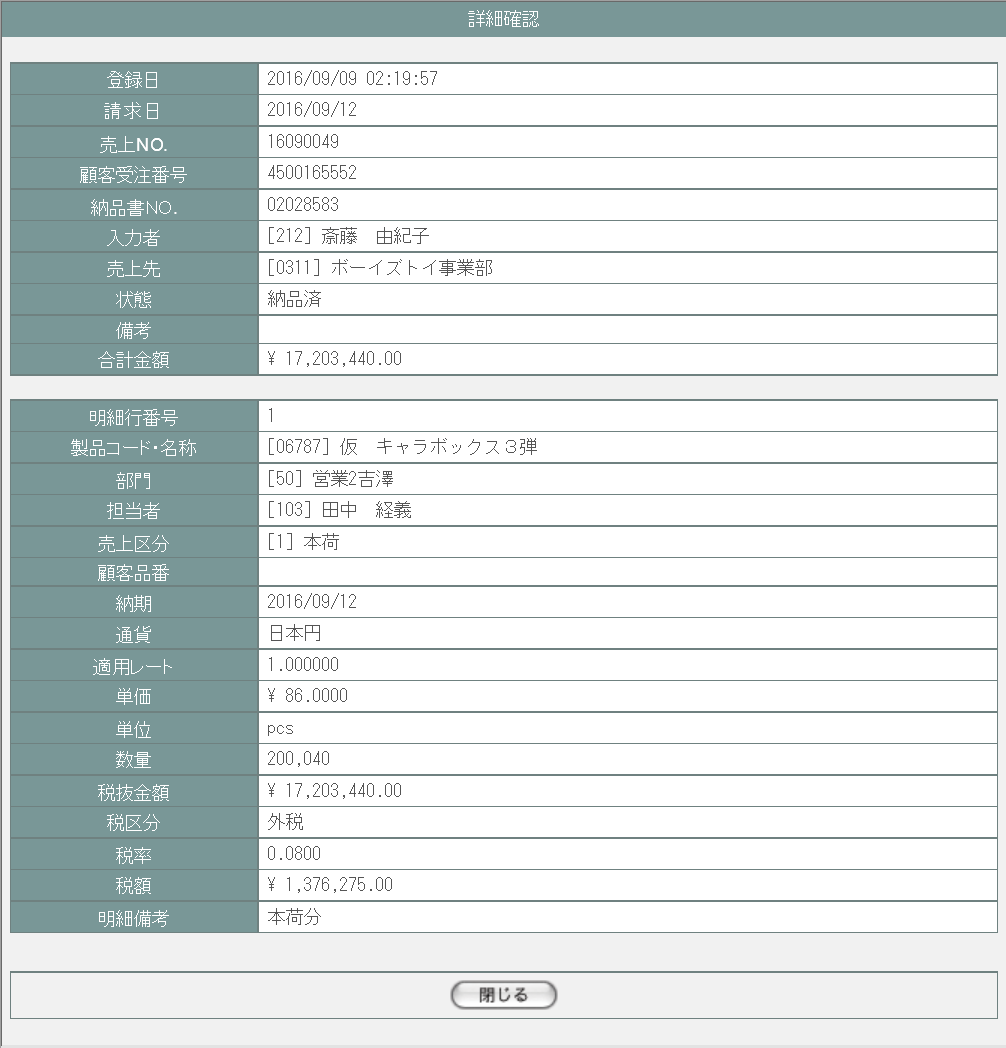 詳細確認
登録日 2016/09/09 02:19:57
請求日 2016/09/12
売上NO. 16090049
顧客受注番号 4500165552
納品書NO. 02028583
入力者 [212] 斎藤　由紀子
売上先 [0311] ボーイズトイ事業部
状態 納品済
備考
合計金額 ¥ 17,203,440.00
明細行番号 1
製品コード・名称 [06787] 仮　キャラボックス３弾
部門 [50] 営業2吉澤
担当者 [103] 田中　経義
売上区分 [1] 本荷
顧客品番
納期 2016/09/12
通貨 日本円
適用レート 1.000000
単価 ¥ 86.0000
単位 pcs
数量 200,040
税抜金額 ¥ 17,203,440.00
税区分 外税
税率 0.0800
税額 ¥ 1,376,275.00
明細備考 本荷分
閉じる